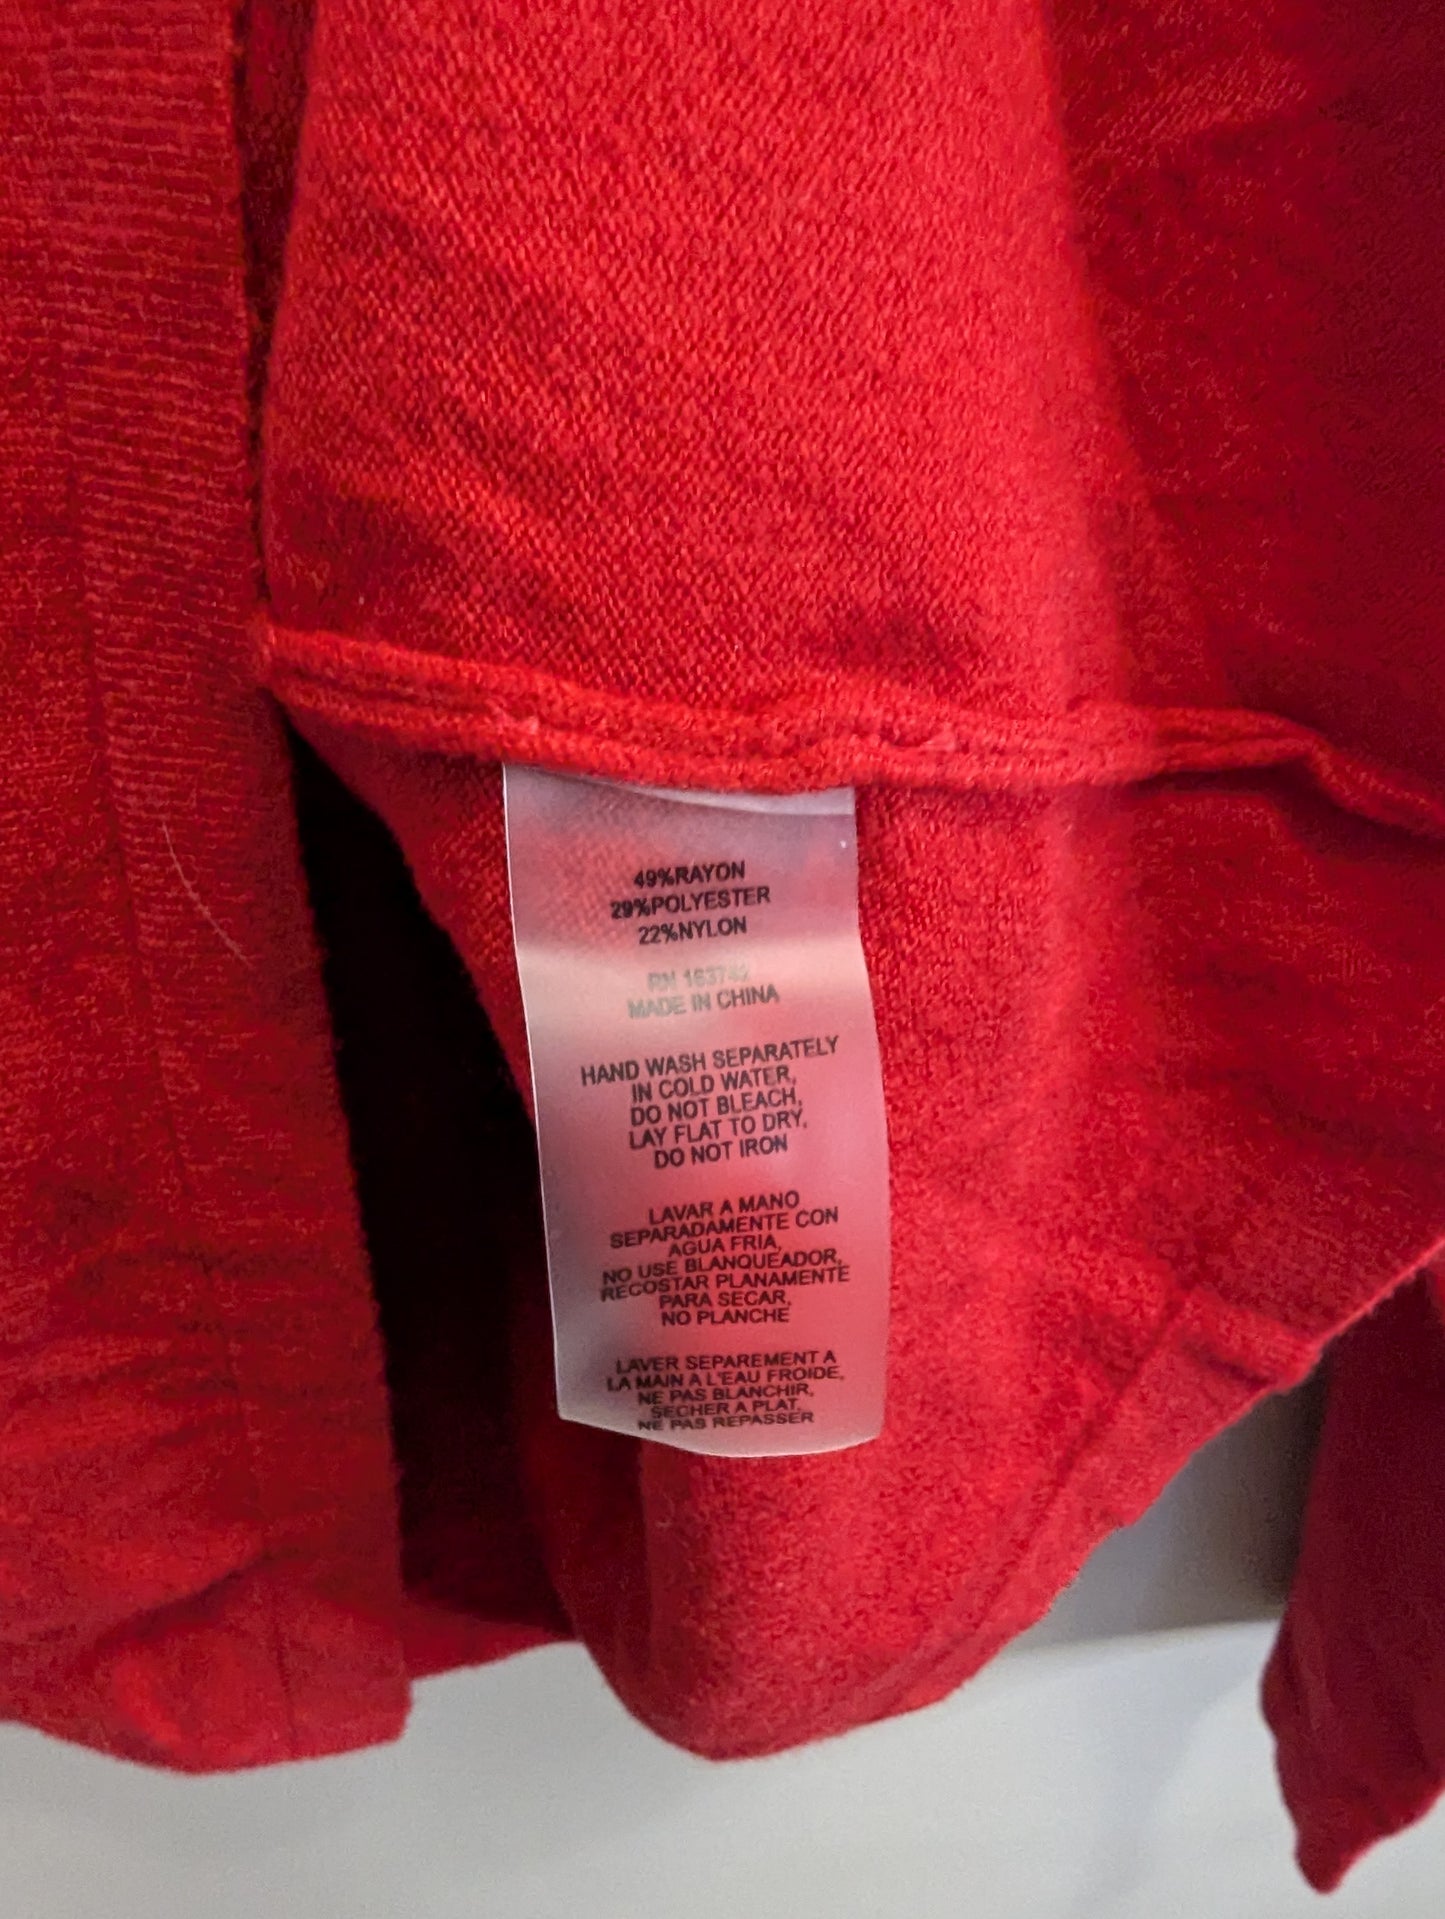 49%RAYON
29%POLYESTER
22%NYLON
RN
MADE IN CHINA
HAND WASH SEPARATELY
IN COLD WATER,
DO NOT BLEACH,
LAY FLAT TO DRY,
DO NOT IRON
LAVAR A MANO
SEPARADAMENTE CON
AGUA FRIA,
NO USE BLANQUEADOR,
RECOSTAR PLANAMENTE
PARA SECAR,
NO PLANCHE
LAVER SEPAREMENT A
LA MAIN A L'EAU FROIDE,
NE PAS BLANCHIR,
SECHER A PLAT,
NE PAS REPASSER